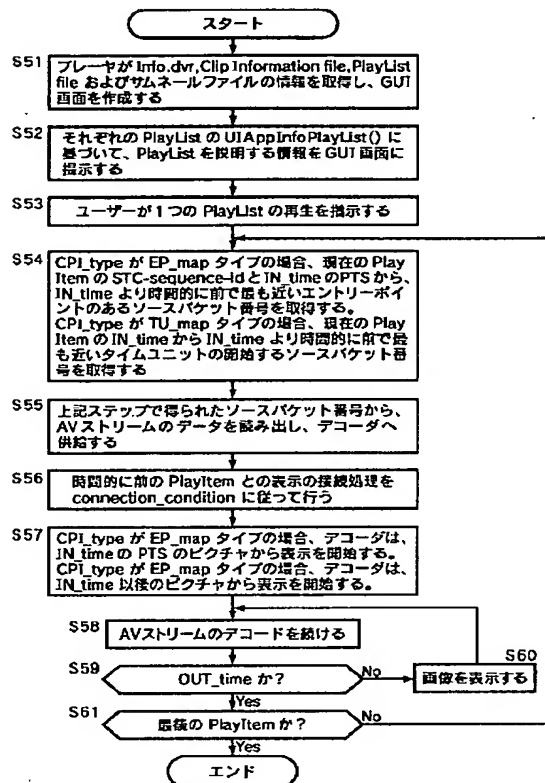 スタート
S51
プレーヤが Info.dvr,Clip Information file,PlayList
file およびサムネールファイルの情報を取得し、GUI
画面を作成する
S52
それぞれの PlayList の UIAppInfoPlayList() に
基づいて、PlayList を説明する情報を GUI 画面に
提示する
S53
ユーザーが1つの PlayList の再生を指示する
S54
CPI_type が EP_map タイプの場合、現在の Play
Item の STC-sequence-id と IN_time のPTS から、
IN_time より時間的に前で最も近いエントリーポイ
ントのあるソースパケット番号を取得する。
CPI_type が TU_map タイプの場合、現在の Play
Item の IN_time から IN_time より時間的に前で最
も近いタイムユニットの開始するソースパケット番
号を取得する
S55
上記ステップで得られたソースパケット番号から、
AVストリームのデータを読み出し、デコーダへ
供給する
S56
時間的に前の PlayItem との表示の接続処理を
connection_condition に従って行う
S57
CPI_type が EP_map タイプの場合、デコーダは、
IN_time の PTS のピクチャから表示を開始する。
CPI_type が EP_map タイプの場合、デコーダは、
IN_time 以後のピクチャから表示を開始する。
S58
AVストリームのデコードを続ける
S59
OUT_time か?
No
S60
画像を表示する
Yes
S61
最後の PlayItem か?
No
Yes
エンド